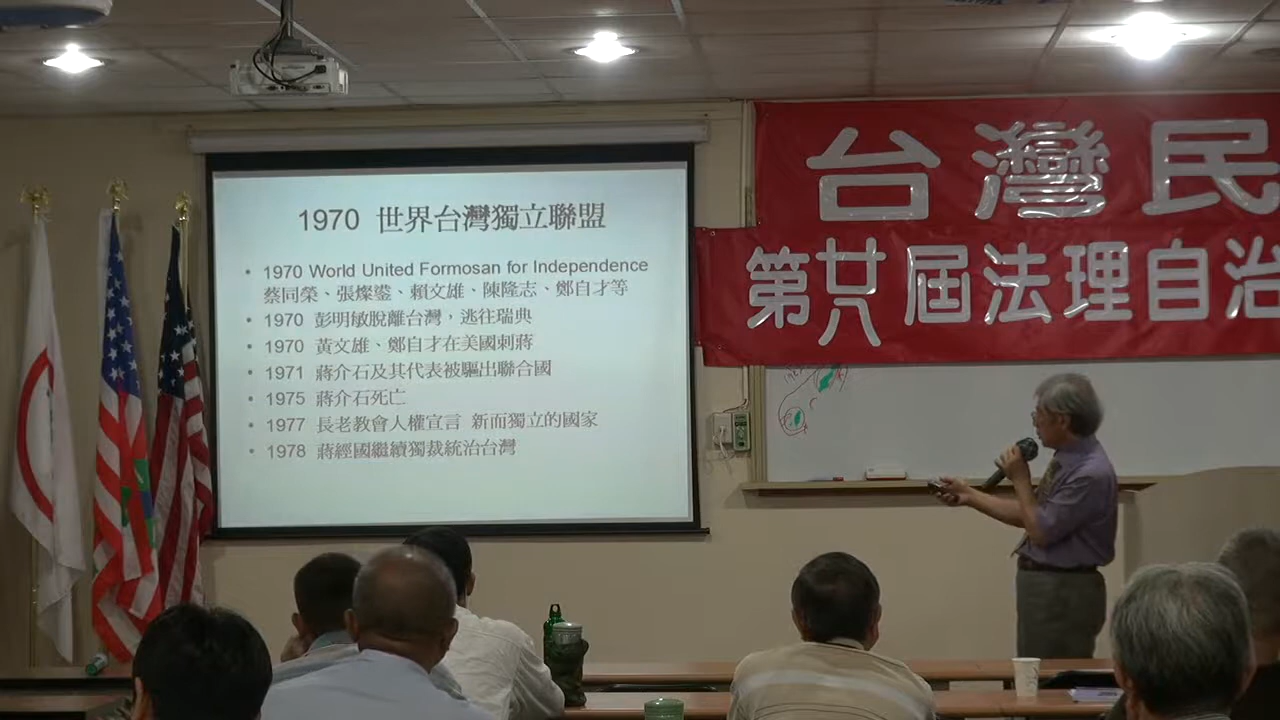 台灣民
第廿八屆法理自治
1970 世界台灣獨立聯盟
• 1970 World United Formosan for Independence
蔡同榮、張燦鍙、賴文雄、陳隆志、鄭自才等
• 1970 彭明敏脫離台灣，逃往瑞典
• 1970 黃文雄、鄭自才在美國刺蔣
• 1971 蔣介石及其代表被驅出聯合國
• 1975 蔣介石死亡
• 1977 長老教會人權宣言 新而獨立的國家
• 1978 蔣經國繼續獨裁統治台灣